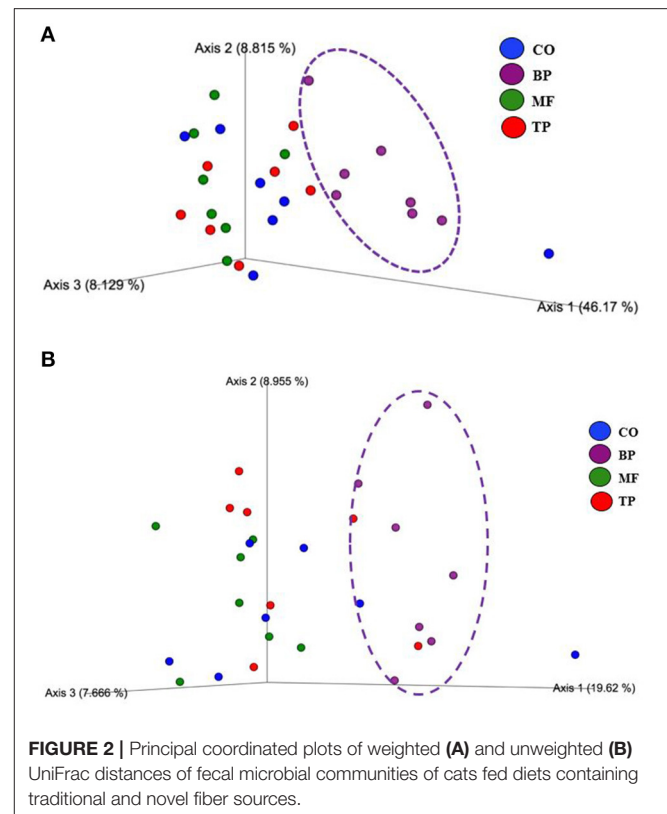 A
Axis 2 (8.815 %)
CO
BP
MF
TP
Axis 3 (8.129 %)
Axis 1 (46.17 %)
B
Axis 2 (8.955 %)
CO
BP
MF
TP
Axis 3 (7.666 %)
Axis 1 (19.62 %)
FIGURE 2 | Principal coordinated plots of weighted (A) and unweighted (B)
UniFrac distances of fecal microbial communities of cats fed diets containing
traditional and novel fiber sources.